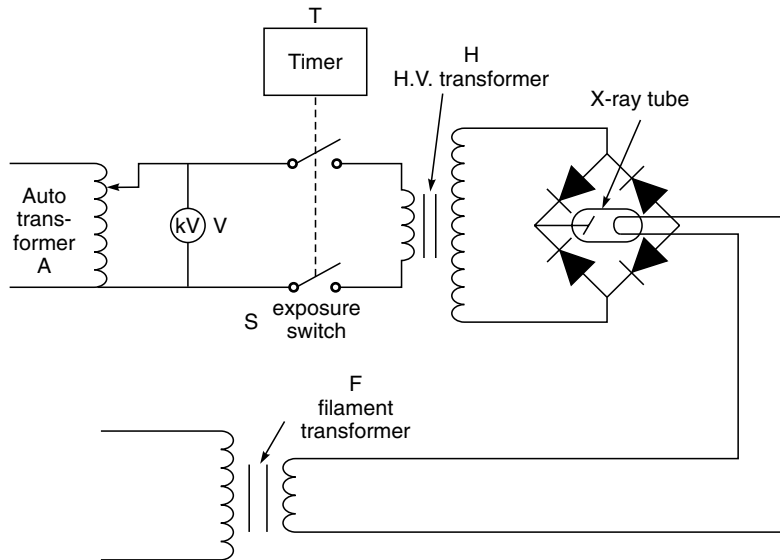 T
Timer
H
H.V. transformer
X-ray tube
Auto
trans-
former
A
kV
V
S
exposure
switch
F
filament
transformer